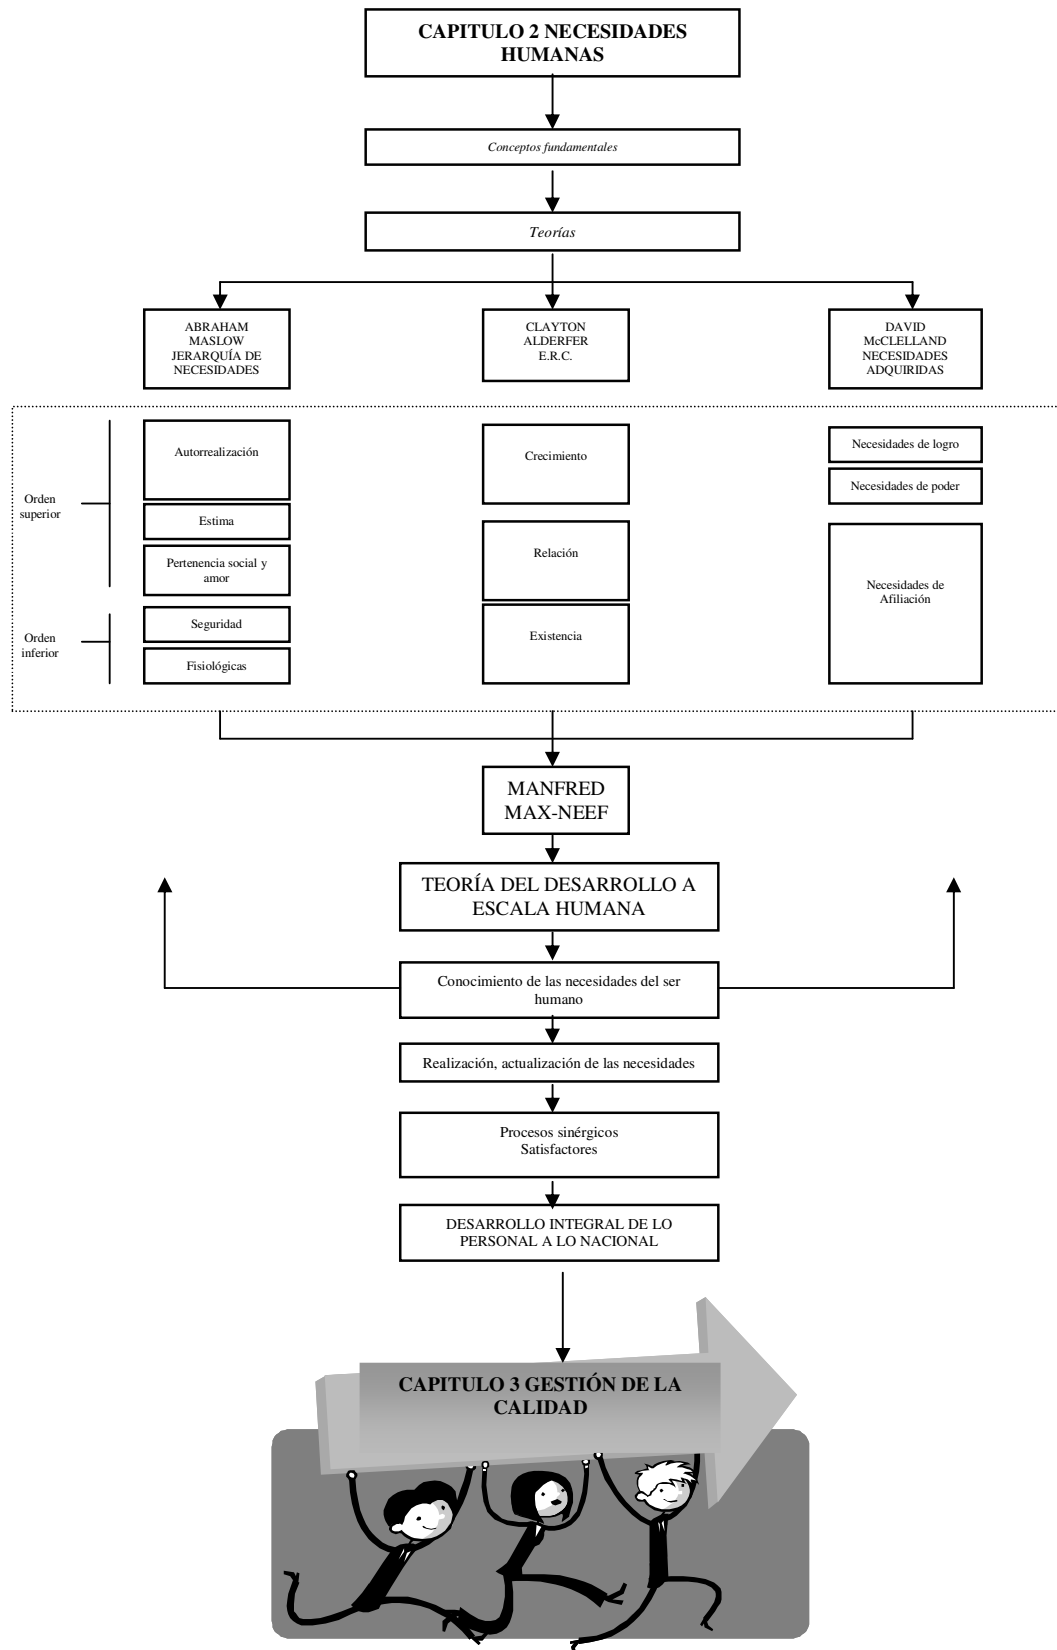 CAPITULO 2 NECESIDADES
HUMANAS
Conceptos fundamentales
Teorías
ABRAHAM
MASLOW
JERARQUÍA DE
NECESIDADES
CLAYTON
ALDERFER
E.R.C.
DAVID
McCLELLAND
NECESIDADES
ADQUIRIDAS
Orden
superior
Autorrealización
Estima
Pertenencia social y
amor
Orden
inferior
Seguridad
Fisiológicas
Crecimiento
Relación
Existencia
Necesidades de logro
Necesidades de poder
Necesidades de
Afiliación
MANFRED
MAX-NEEF
TEORÍA DEL DESARROLLO A
ESCALA HUMANA
Conocimiento de las necesidades del ser
humano
Realización, actualización de las necesidades
Procesos sinérgicos
Satisfactores
DESARROLLO INTEGRAL DE LO
PERSONAL A LO NACIONAL
CAPITULO 3 GESTIÓN DE LA
CALIDAD